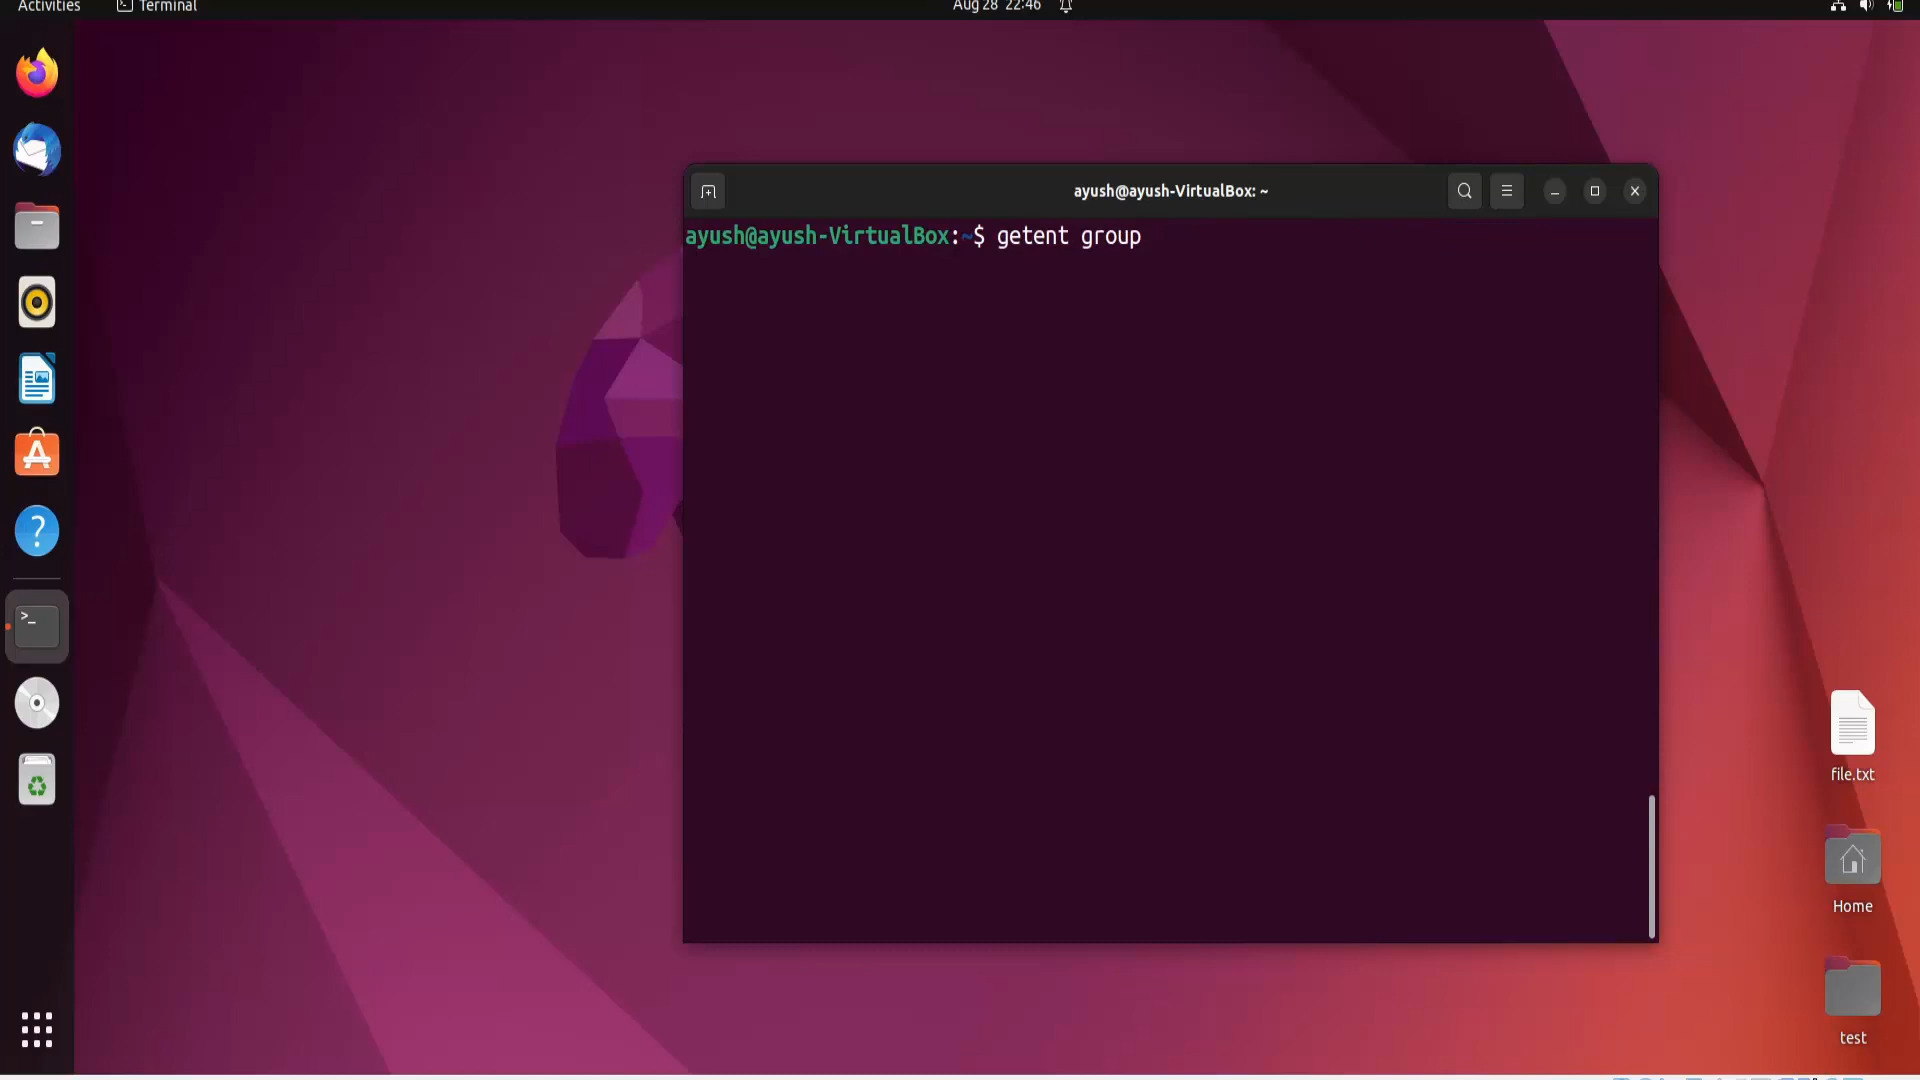 Activities
Terminal
Aug 28 22:46
ayush@ayush-VirtualBox: ~
ayush@ayush-VirtualBox:~$ getent group
file.txt
Home
test